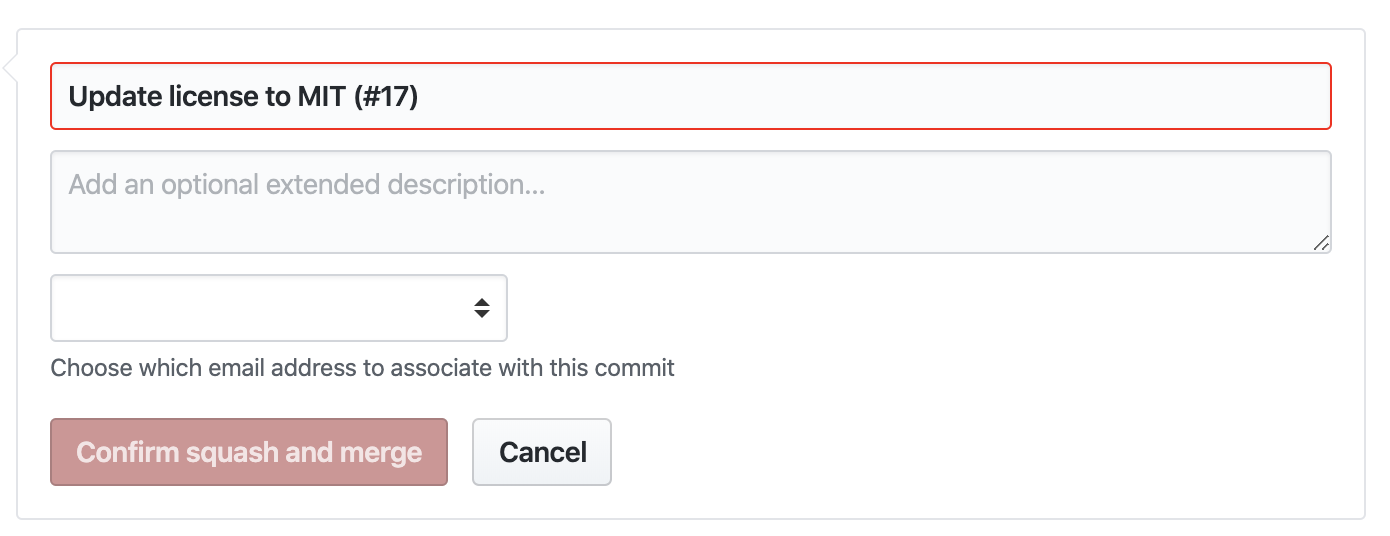 Update license to MIT (#17)
Add an optional extended description...
Choose which email address to associate with this commit
Confirm squash and merge
Cancel